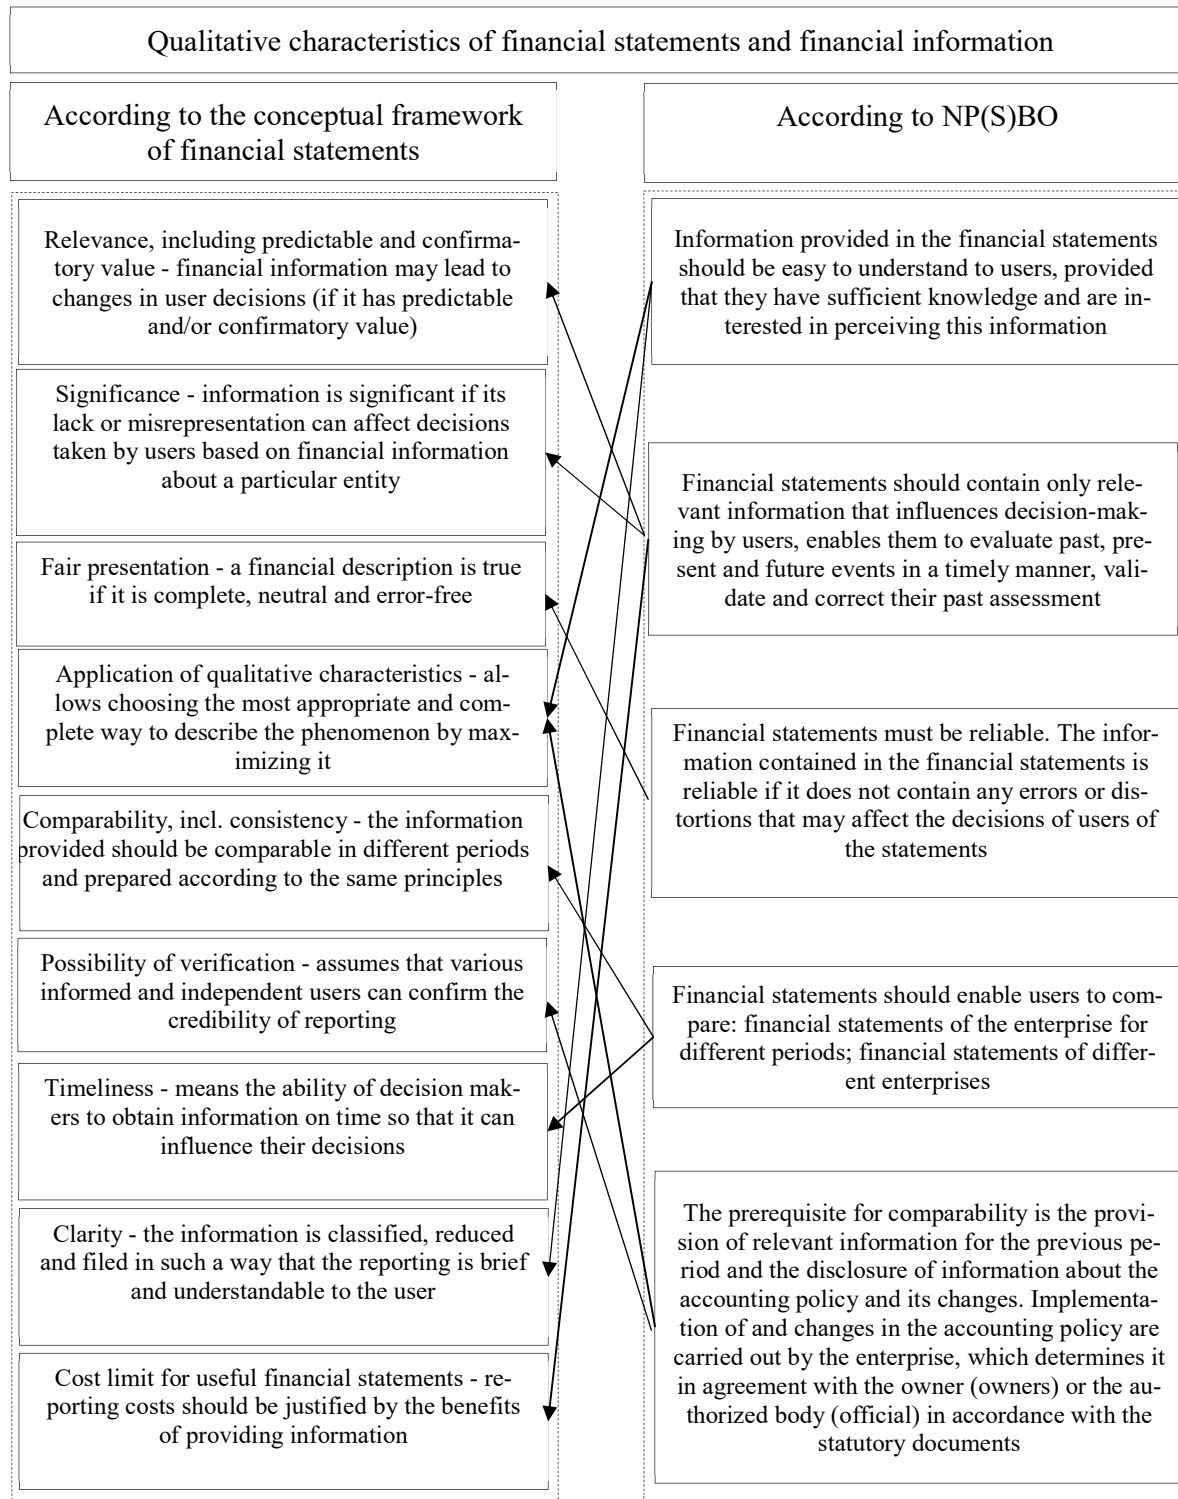 Qualitative characteristics of financial statements and financial information
According to the conceptual framework
of financial statements
Relevance, including predictable and confirma-
tory value - financial information may lead to
changes in user decisions (if it has predictable
and/or confirmatory value)
Significance - information is significant if its
lack or misrepresentation can affect decisions
taken by users based on financial information
about a particular entity
Fair presentation - a financial description is true
if it is complete, neutral and error-free
Application of qualitative characteristics - al-
lows choosing the most appropriate and com-
plete way to describe the phenomenon by max-
imizing it
Comparability, incl. consistency - the information
provided should be comparable in different periods
and prepared according to the same principles
Possibility of verification - assumes that various
informed and independent users can confirm the
credibility of reporting
Timeliness - means the ability of decision mak-
ers to obtain information on time so that it can
influence their decisions
Clarity - the information is classified, reduced
and filed in such a way that the reporting is brief
and understandable to the user
Cost limit for useful financial statements - re-
porting costs should be justified by the benefits
of providing information
According to NP(S)BO
Information provided in the financial statements
should be easy to understand to users, provided
that they have sufficient knowledge and are in-
terested in perceiving this information
Financial statements should contain only rele-
vant information that influences decision-mak-
ing by users, enables them to evaluate past, pre-
sent and future events in a timely manner, vali-
date and correct their past assessment
Financial statements must be reliable. The infor-
mation contained in the financial statements is
reliable if it does not contain any errors or dis-
tortions that may affect the decisions of users of
the statements
Financial statements should enable users to com-
pare: financial statements of the enterprise for
different periods; financial statements of differ-
ent enterprises
The prerequisite for comparability is the provi-
sion of relevant information for the previous pe-
riod and the disclosure of information about the
accounting policy and its changes. Implementa-
tion of and changes in the accounting policy are
carried out by the enterprise, which determines it
in agreement with the owner (owners) or the au-
thorized body (official) in accordance with the
statutory documents